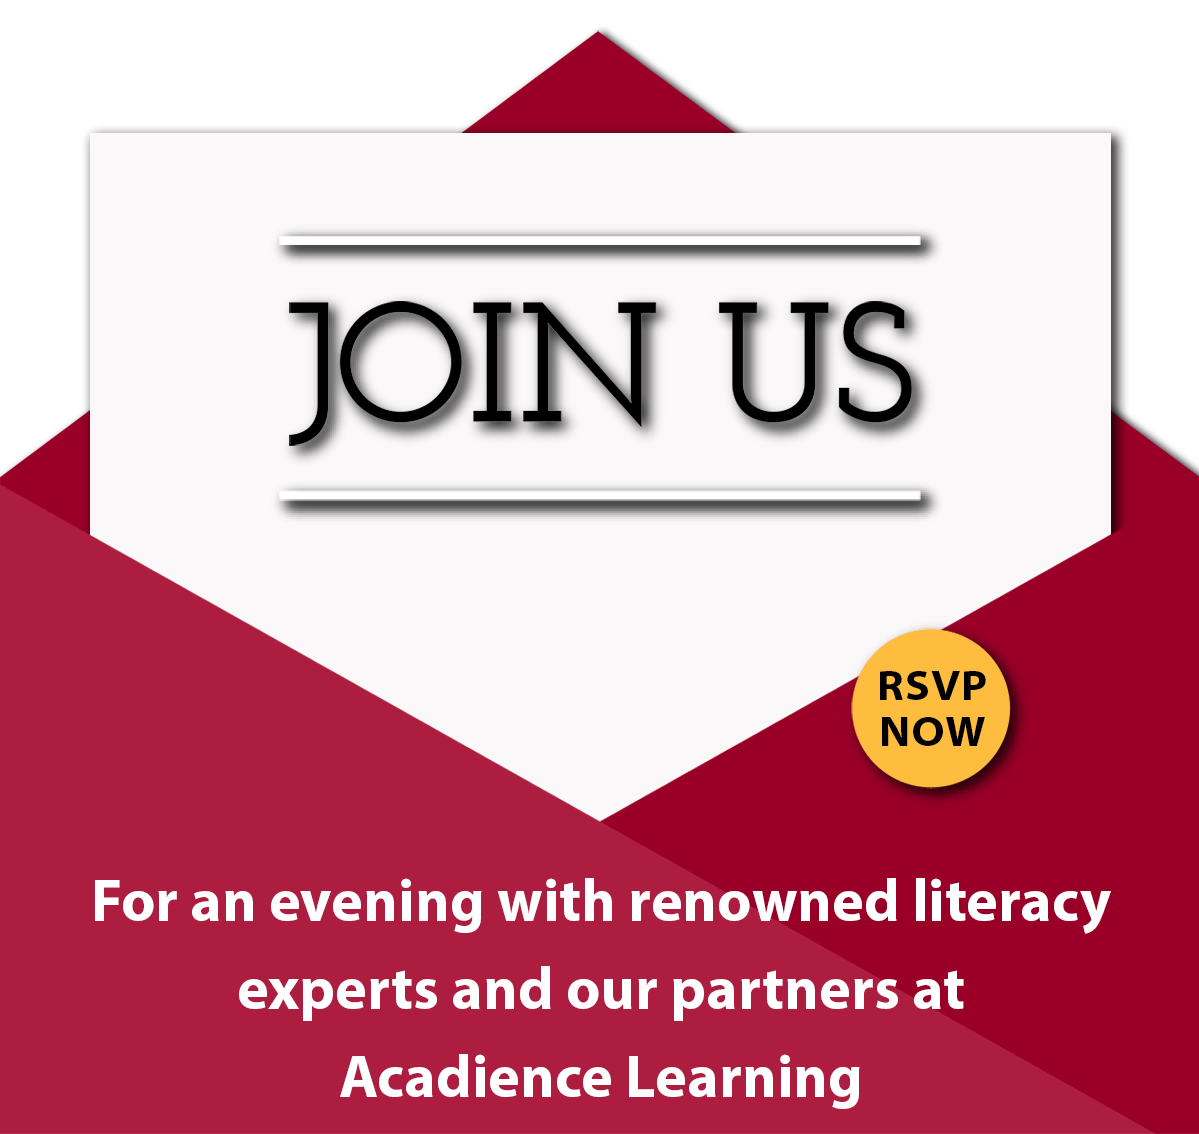 JOIN US
RSVP
NOW
For an evening with renowned literacy
experts and our partners at
Acadience Learning